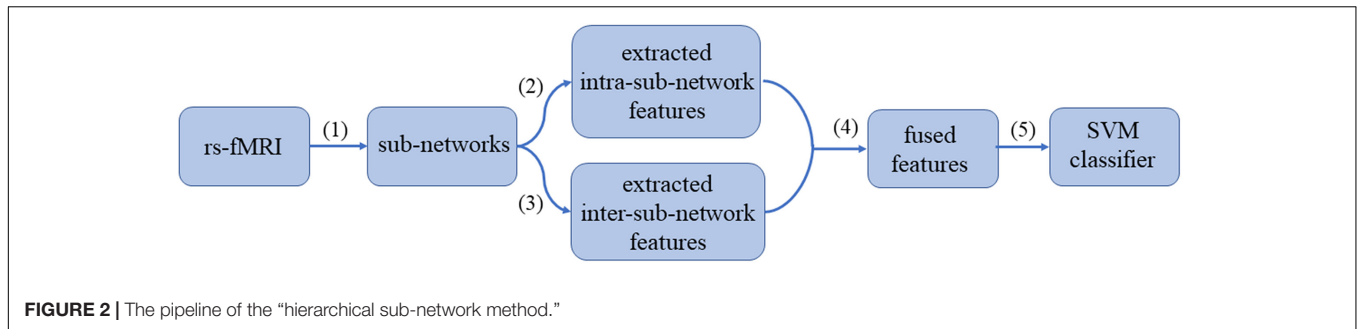 rs-fMRI
(1)
sub-networks
(2)
extracted
intra-sub-network
features
(3)
extracted
inter-sub-network
features
(4)
fused
features
(5)
SVM
classifier
FIGURE 2 | The pipeline of the “hierarchical sub-network method.”